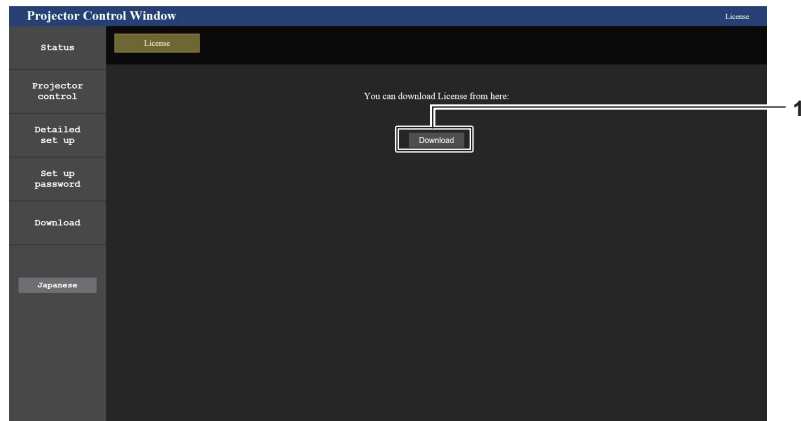 Projector Control Window
License
Status
License
Projector
control
You can download License from here:
1
Download
Detailed
set up
Set up
password
Download
Japanese